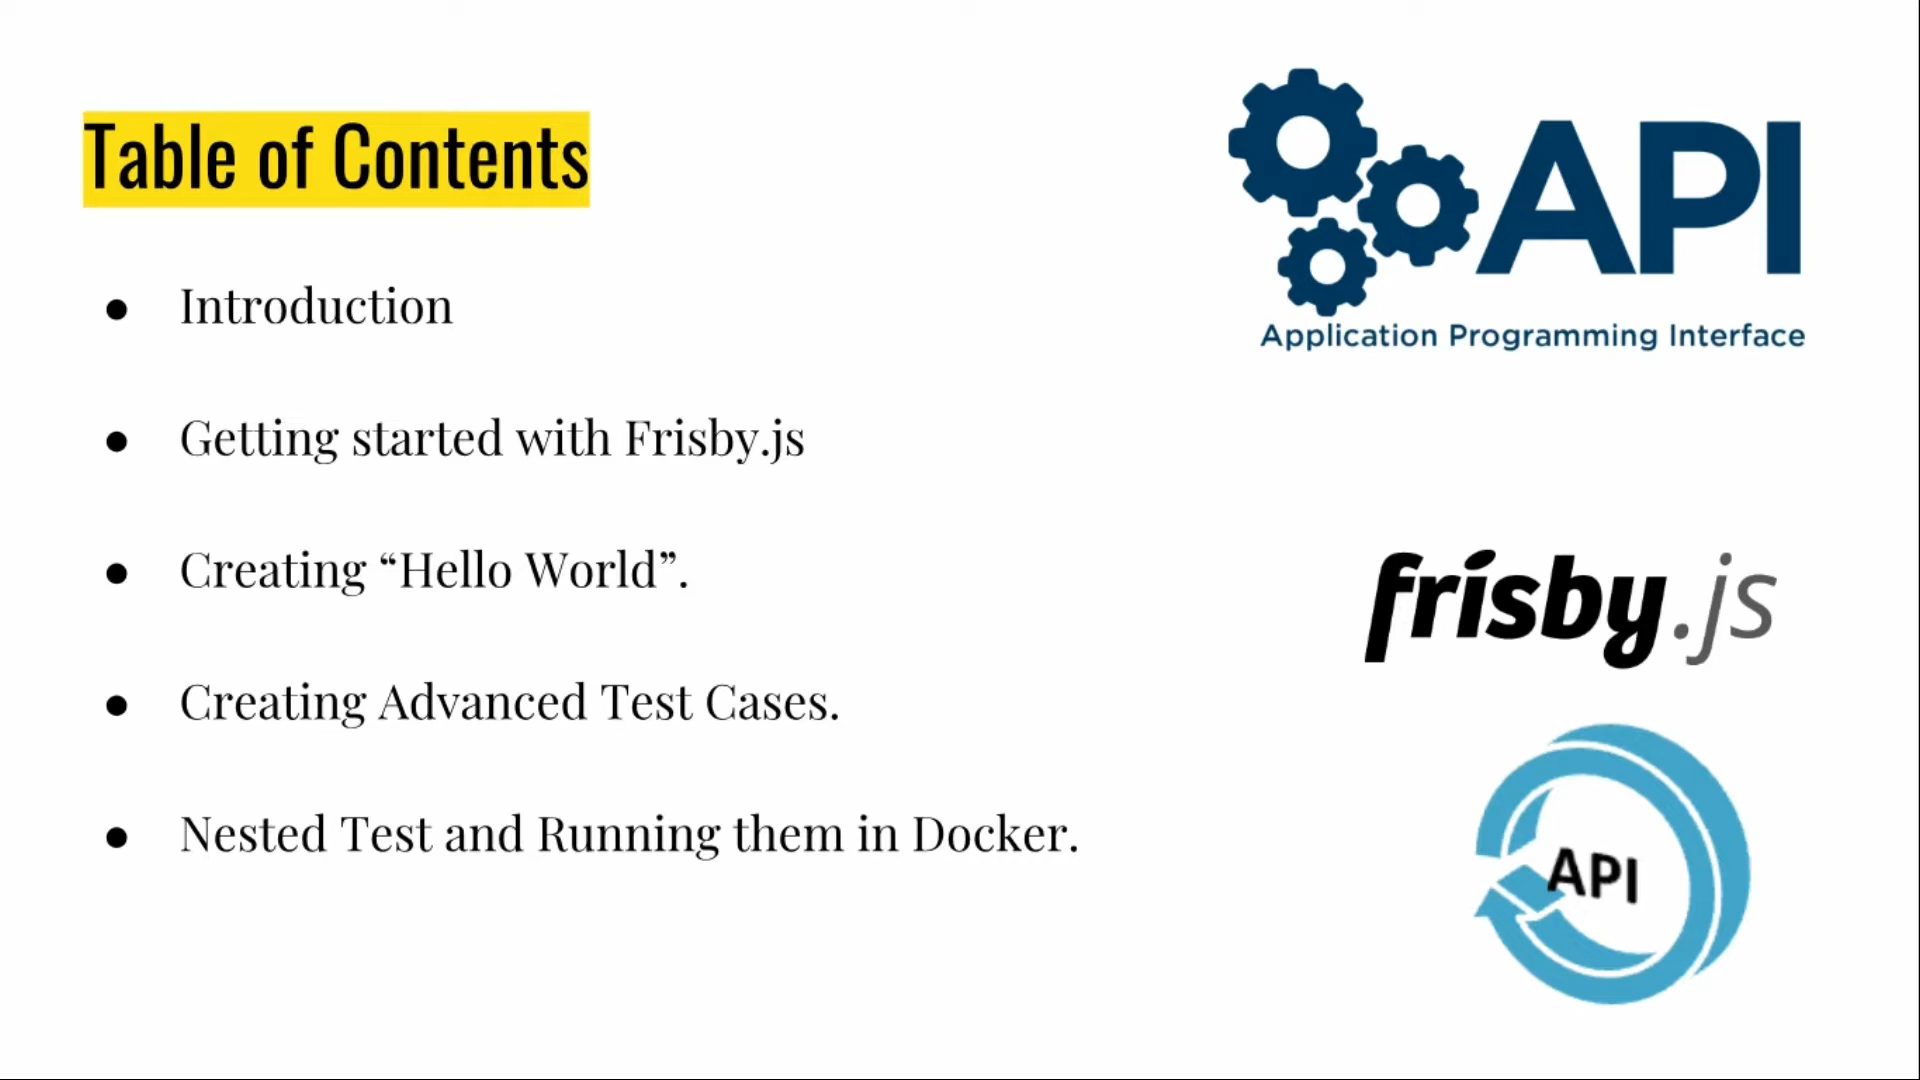 Table of Contents
● Introduction
● Getting started with Frisby.js
● Creating “Hello World”.
● Creating Advanced Test Cases.
● Nested Test and Running them in Docker.
API
Application Programming Interface
frisby.js
API